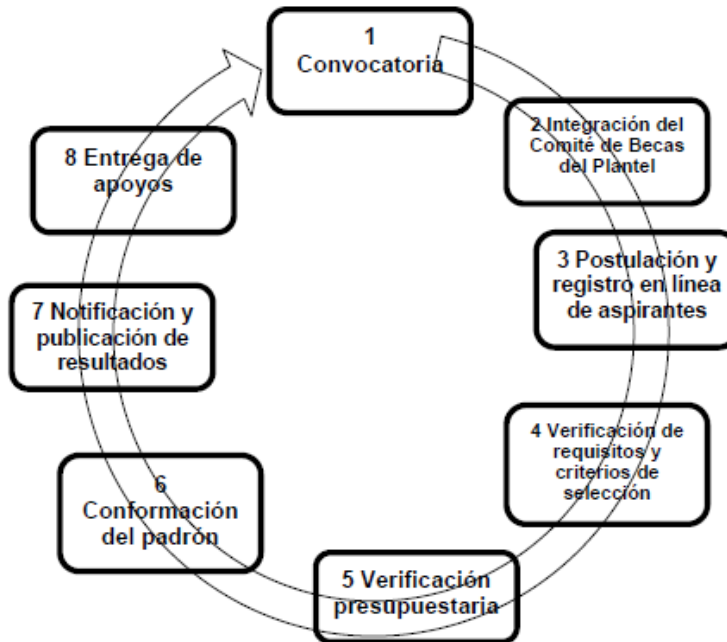 1
Convocatoria
2 Integración del
Comité de Becas
del Plantel
3 Postulación y
registro en línea
de aspirantes
4 Verificación de
requisitos y
criterios de
selección
5 Verificación
presupuestaria
6
Conformación
del padrón
7 Notificación y
publicación de
resultados
8 Entrega de
apoyos